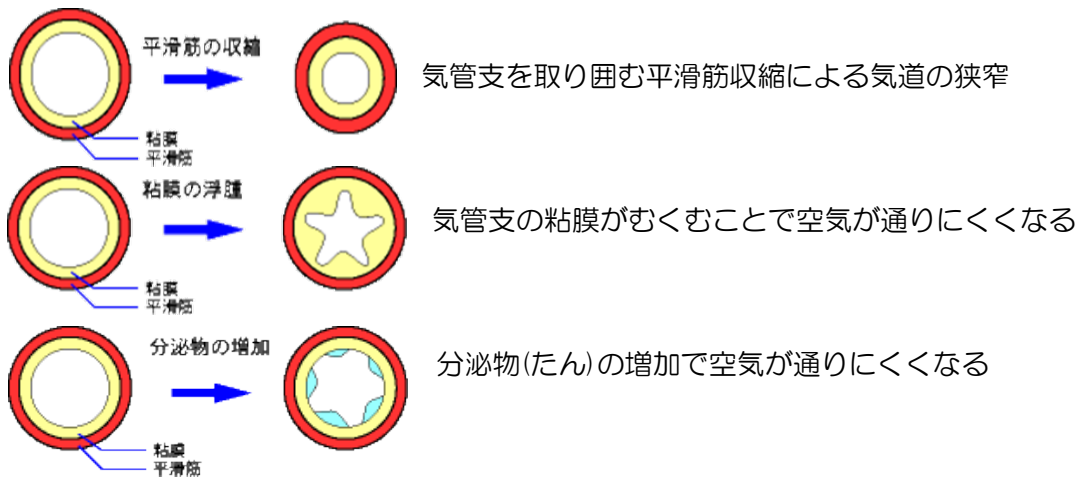 平滑筋の収縮
気管支を取り囲む平滑筋収縮による気道の狭窄
粘膜
平滑筋
粘膜の浮腫
気管支の粘膜がむくむことで空気が通りにくくなる
粘膜
平滑筋
分泌物の増加
分泌物(たん)の増加で空気が通りにくくなる
粘膜
平滑筋